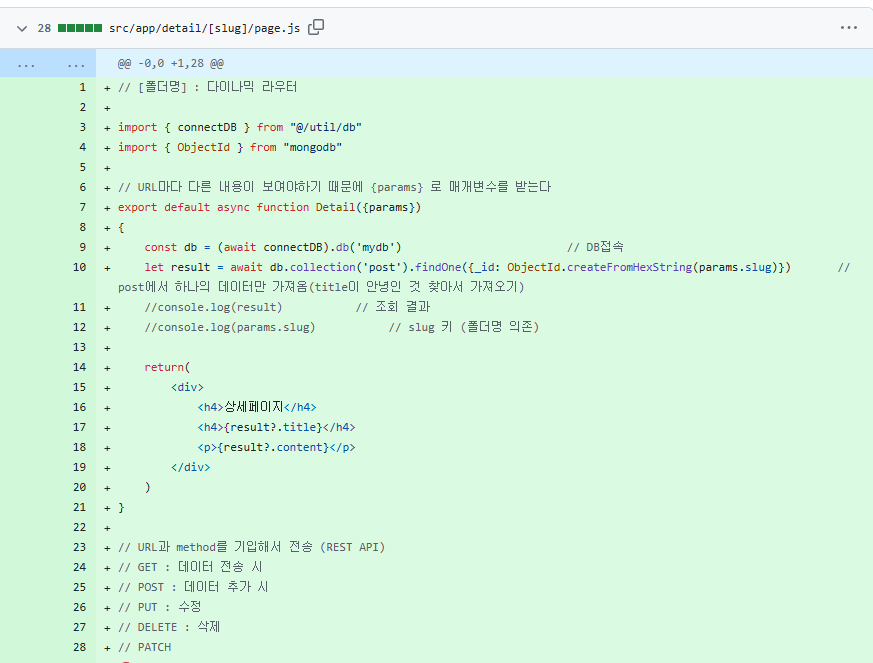 28 src/app/detail/[slug]/page.js ...
... ... @@ -0,0 +1,28 @@
1 + // [폴더명] : 다이나믹 라우터
2 +
3 + import { connectDB } from "@/util/db"
4 + import { ObjectId } from "mongodb"
5 +
6 + // URL마다 다른 내용이 보여야하기 때문에 {params} 로 매개변수를 받는다
7 + export default async function Detail({params})
8 + {
9 + const db = (await connectDB).db('mydb') // DB접속
10 + let result = await db.collection('post').findOne({_id: ObjectId.createFromHexString(params.slug)}) //
post에서 하나의 데이터만 가져옴(title이 안녕인 것 찾아서 가져오기)
11 + //console.log(result) // 조회 결과
12 + //console.log(params.slug) // slug 키 (폴더명 의존)
13 +
14 + return(
15 + <div>
16 + <h4>상세페이지</h4>
17 + <h4>{result?.title}</h4>
18 + <p>{result?.content}</p>
19 + </div>
20 + )
21 + }
22 +
23 + // URL과 method를 기입해서 전송 (REST API)
24 + // GET : 데이터 전송 시
25 + // POST : 데이터 추가 시
26 + // PUT : 수정
27 + // DELETE : 삭제
28 + // PATCH